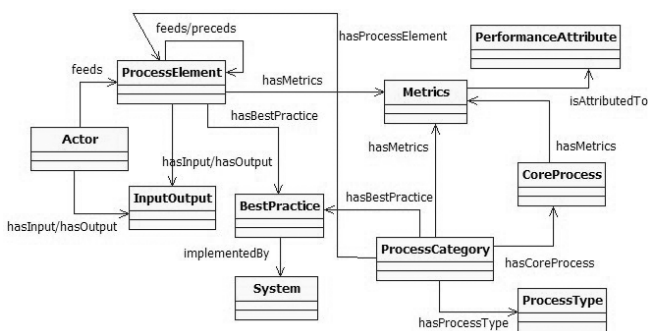 feeds/preceds
hasProcessElement
PerformanceAttribute
feeds
ProcessElement
hasMetrics
Metrics
isAttributedTo
hasBestPractice
Actor
hasMetrics
hasMetrics
hasInput/hasOutput
CoreProcess
InputOutput
hasBestPractice
BestPractice
hasInput/hasOutput
implementedBy
ProcessCategory
hasCoreProcess
System
ProcessType
hasProcessType